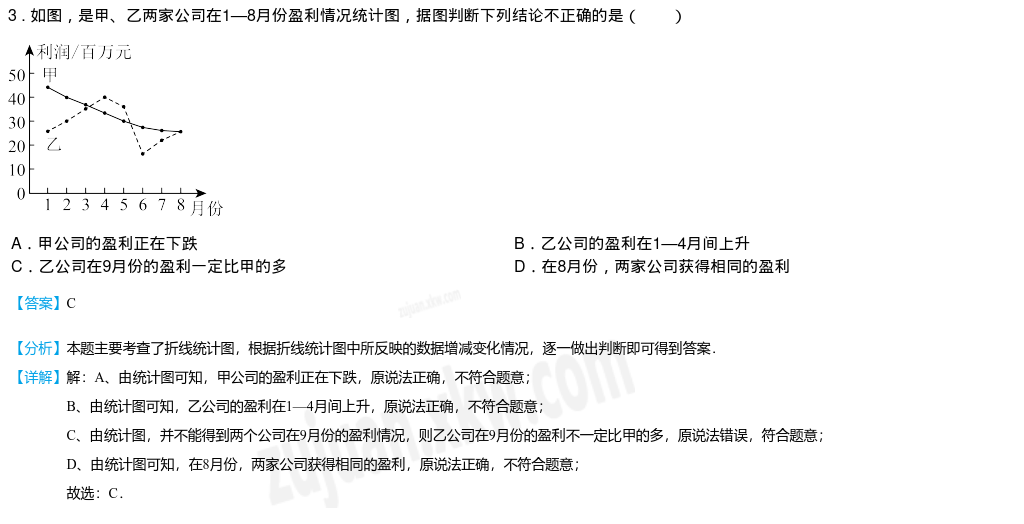 3．如图，是甲、乙两家公司在1—8月份盈利情况统计图，据图判断下列结论不正确的是（　　）
利润/百万元
50
甲
40
30
20
乙
10
0
1 2 3 4 5 6 7 8 月份
A．甲公司的盈利正在下跌 B．乙公司的盈利在1—4月间上升
C．乙公司在9月份的盈利一定比甲的多 D．在8月份，两家公司获得相同的盈利
【答案】C
zujuan.xkw.com
【分析】本题主要考查了折线统计图，根据折线统计图中所反映的数据增减变化情况，逐一做出判断即可得到答案．
【详解】解：A、由统计图可知，甲公司的盈利正在下跌，原说法正确，不符合题意；
B、由统计图可知，乙公司的盈利在1—4月间上升，原说法正确，不符合题意；
C、由统计图，并不能得到两个公司在9月份的盈利情况，则乙公司在9月份的盈利不一定比甲的多，原说法错误，符合题意；
D、由统计图可知，在8月份，两家公司获得相同的盈利，原说法正确，不符合题意；
故选：C．
zujuan.xkw.com